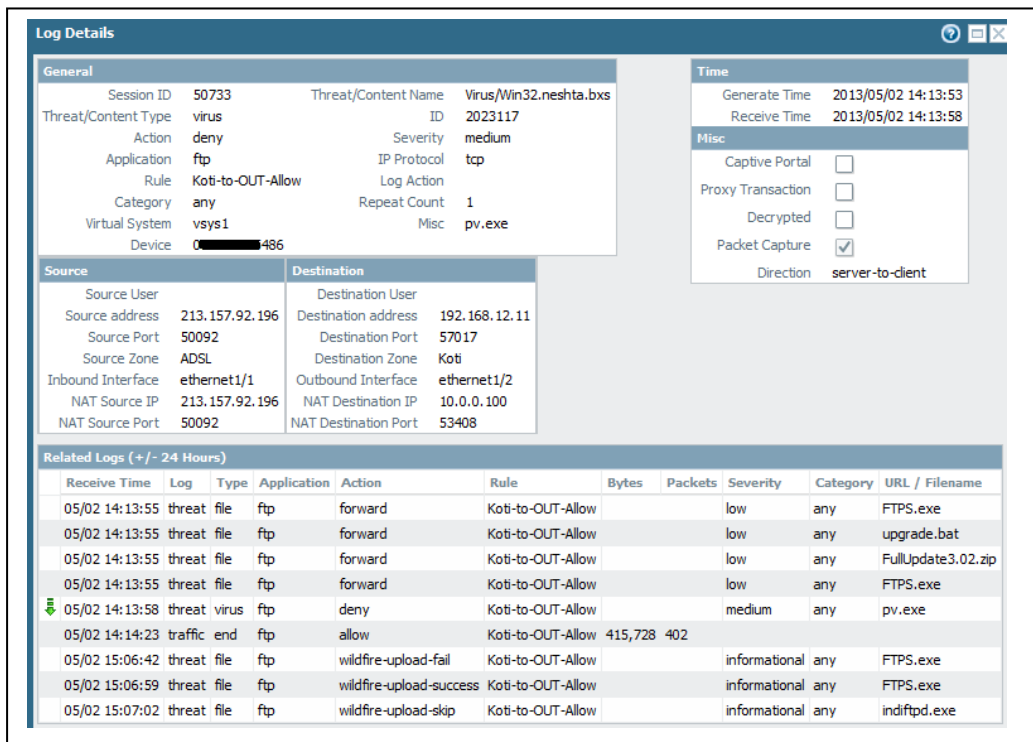 Log Details
General
Session ID 50733 Threat/Content Name Virus/Win32.neshta.bxs
Threat/Content Type virus ID 2023117
Action deny Severity medium
Application ftp IP Protocol tcp
Rule Koti-to-OUT-Allow Log Action
Category any Repeat Count 1
Virtual System vsys1 Misc pv.exe
Device 0 486
Time
Generate Time 2013/05/02 14:13:53
Receive Time 2013/05/02 14:13:58
Misc
Captive Portal
Proxy Transaction
Decrypted
Packet Capture
Direction server-to-client
Source
Source User
Source address 213.157.92.196
Source Port 50092
Source Zone ADSL
Inbound Interface ethernet1/1
NAT Source IP 213.157.92.196
NAT Source Port 50092
Destination
Destination User
Destination address 192.168.12.11
Destination Port 57017
Destination Zone Koti
Outbound Interface ethernet1/2
NAT Destination IP 10.0.0.100
NAT Destination Port 53408
Related Logs (+/- 24 Hours)
Receive Time Log Type Application Action Rule Bytes Packets Severity Category URL / Filename
05/02 14:13:55 threat file ftp forward Koti-to-OUT-Allow low any FTPS.exe
05/02 14:13:55 threat file ftp forward Koti-to-OUT-Allow low any upgrade.bat
05/02 14:13:55 threat file ftp forward Koti-to-OUT-Allow low any FullUpdate3.02.zip
05/02 14:13:55 threat file ftp forward Koti-to-OUT-Allow low any FTPS.exe
05/02 14:13:58 threat virus ftp deny Koti-to-OUT-Allow medium any pv.exe
05/02 14:14:23 traffic end ftp allow Koti-to-OUT-Allow 415,728 402
05/02 15:06:42 threat file ftp wildfire-upload-fail Koti-to-OUT-Allow informational any FTPS.exe
05/02 15:06:59 threat file ftp wildfire-upload-success Koti-to-OUT-Allow informational any FTPS.exe
05/02 15:07:02 threat file ftp wildfire-upload-skip Koti-to-OUT-Allow informational any indiftpd.exe